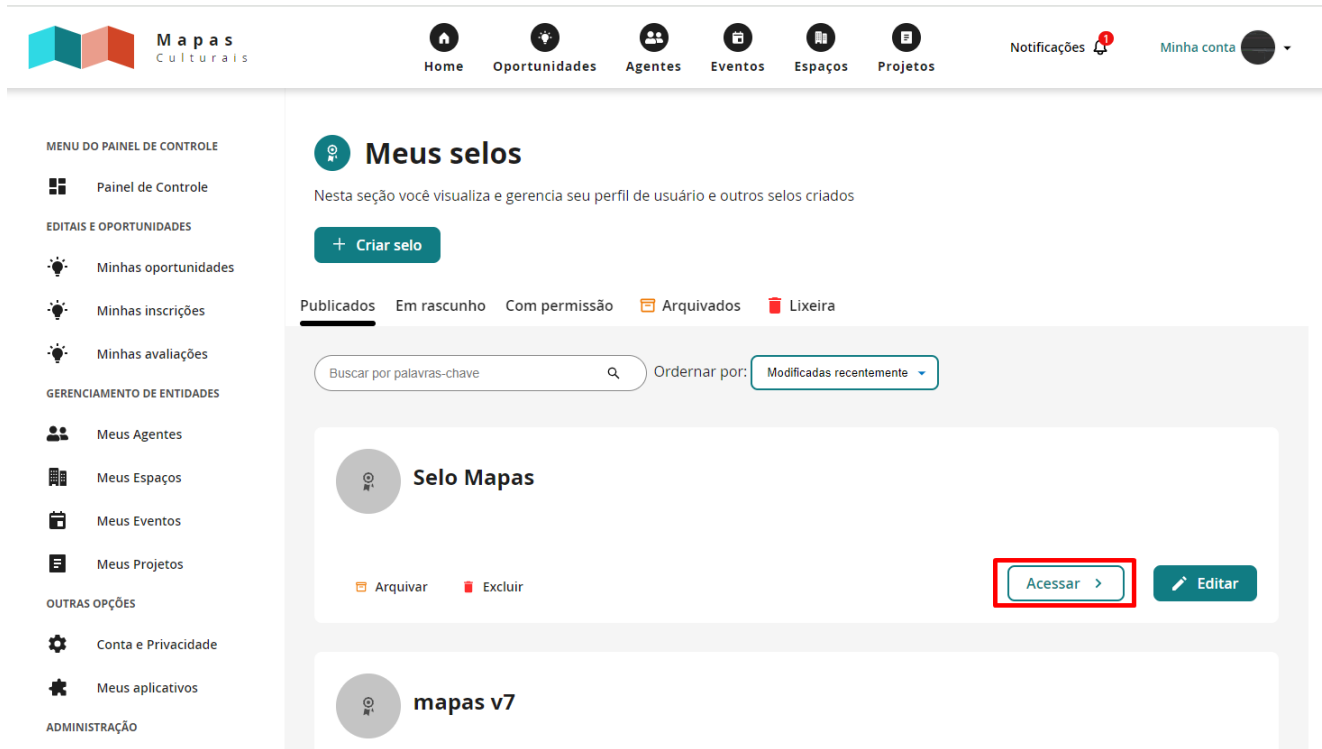 Mapas
Culturais
Home
Oportunidades
Agentes
Eventos
Espaços
Projetos
Notificações
1
Minha conta
MENU DO PAINEL DE CONTROLE
Painel de Controle
EDITAIS E OPORTUNIDADES
Minhas oportunidades
Minhas inscrições
Minhas avaliações
GERENCIAMENTO DE ENTIDADES
Meus Agentes
Meus Espaços
Meus Eventos
Meus Projetos
OUTRAS OPÇÕES
Conta e Privacidade
Meus aplicativos
ADMINISTRAÇÃO
Meus selos
Nesta seção você visualiza e gerencia seu perfil de usuário e outros selos criados
+ Criar selo
Publicados Em rascunho Com permissão Arquivados Lixeira
Buscar por palavras-chave
Ordernar por: Modificadas recentemente
Selo Mapas
Arquivar Excluir
Acessar >
Editar
mapas v7